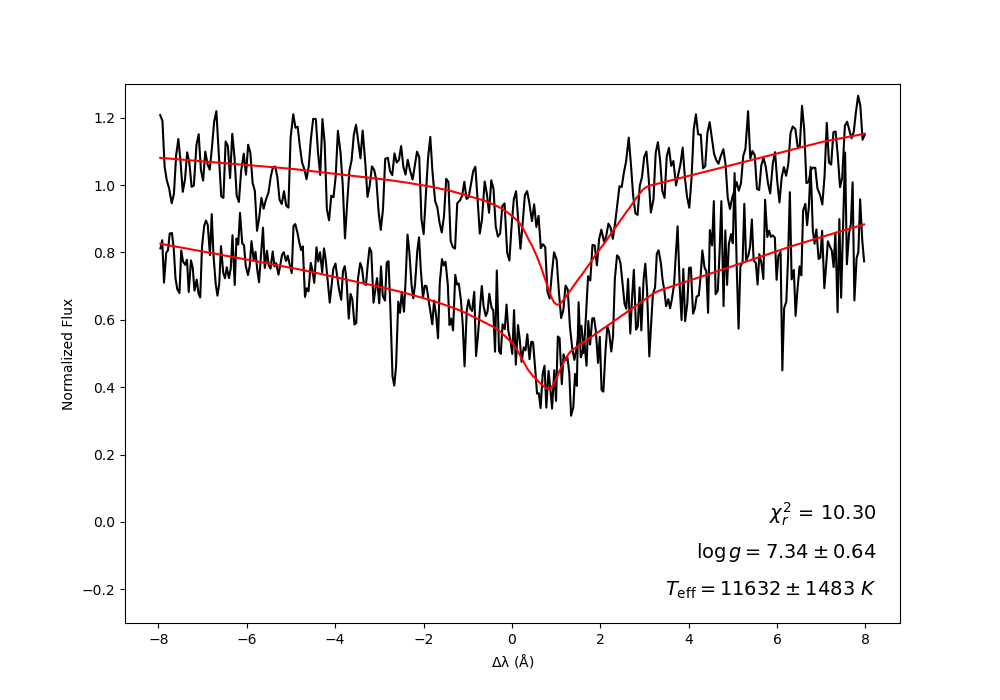 1.2
1.0
0.8
0.6
0.4
0.2
0.0
−0.2
Normalized Flux
χ²ᵣ = 10.30
log g = 7.34 ± 0.64
T_eff = 11632 ± 1483 K
−8 −6 −4 −2 0 2 4 6 8
Δλ (Å)